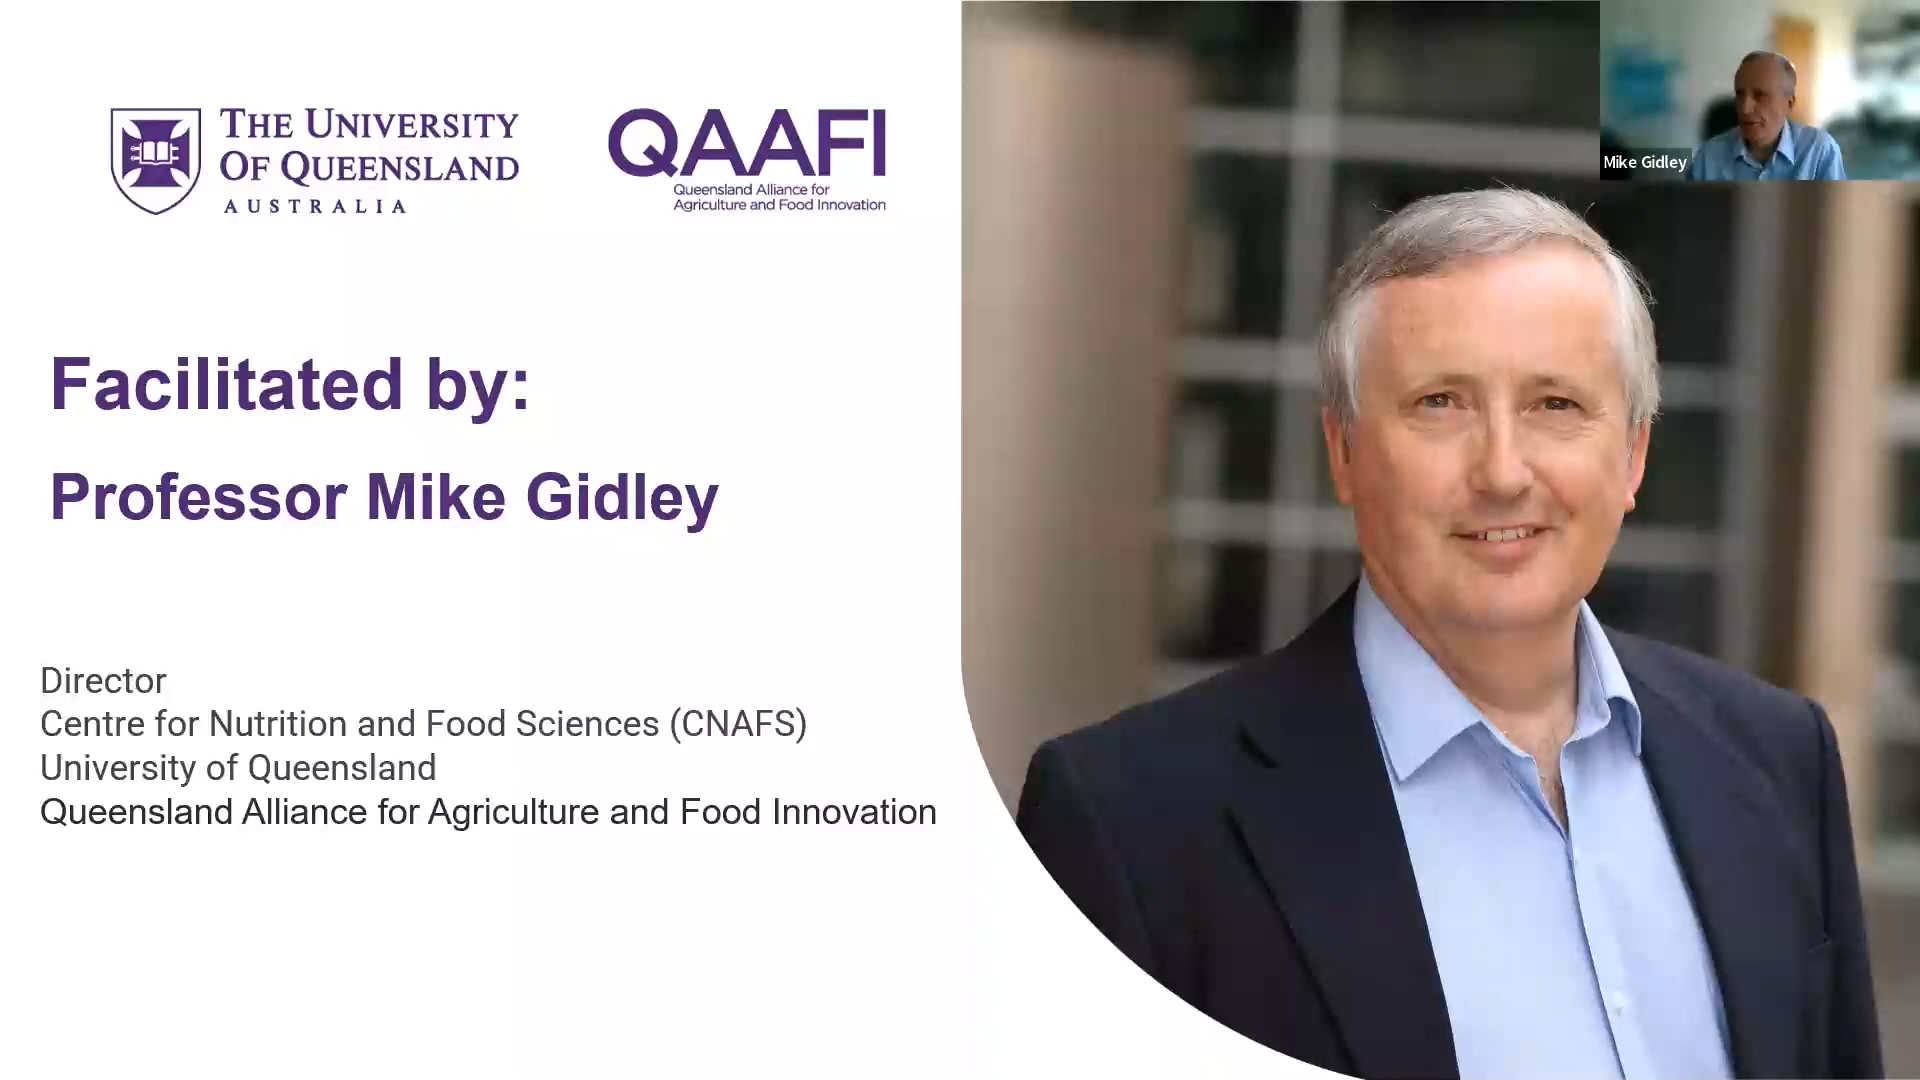 THE UNIVERSITY
OF QUEENSLAND
AUSTRALIA
QAAFI
Queensland Alliance for
Agriculture and Food Innovation
Mike Gidley
Facilitated by:
Professor Mike Gidley
Director
Centre for Nutrition and Food Sciences (CNAFS)
University of Queensland
Queensland Alliance for Agriculture and Food Innovation